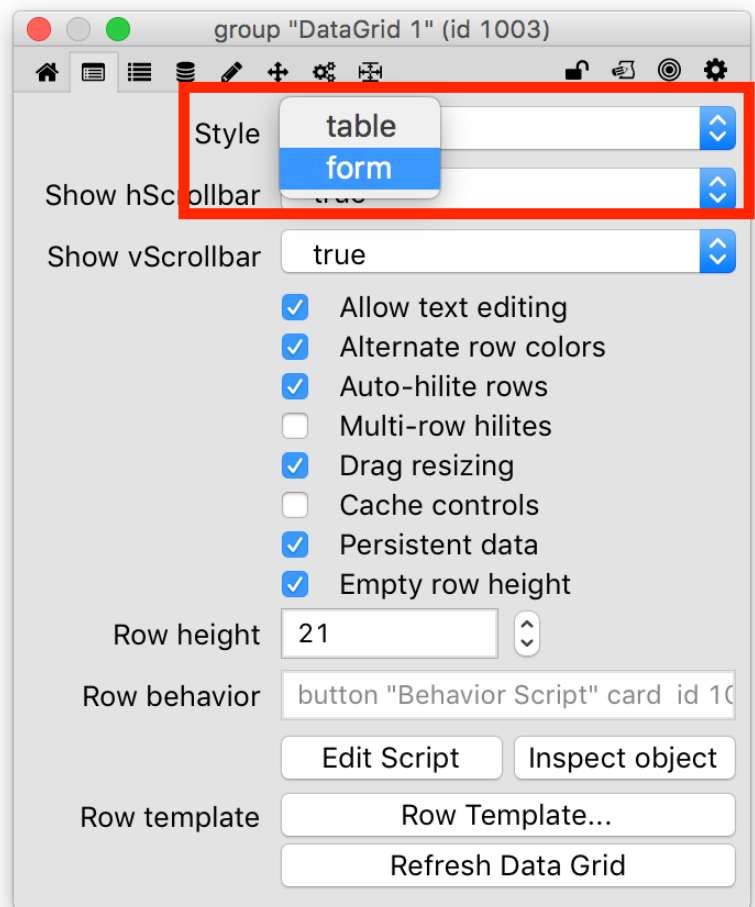 group "DataGrid 1" (id 1003)
Style
table
form
Show hScrollbar
true
Show vScrollbar
true
Allow text editing
Alternate row colors
Auto-hilite rows
Multi-row hilites
Drag resizing
Cache controls
Persistent data
Empty row height
Row height
21
Row behavior
button "Behavior Script" card  id 10
Edit Script
Inspect object
Row template
Row Template...
Refresh Data Grid